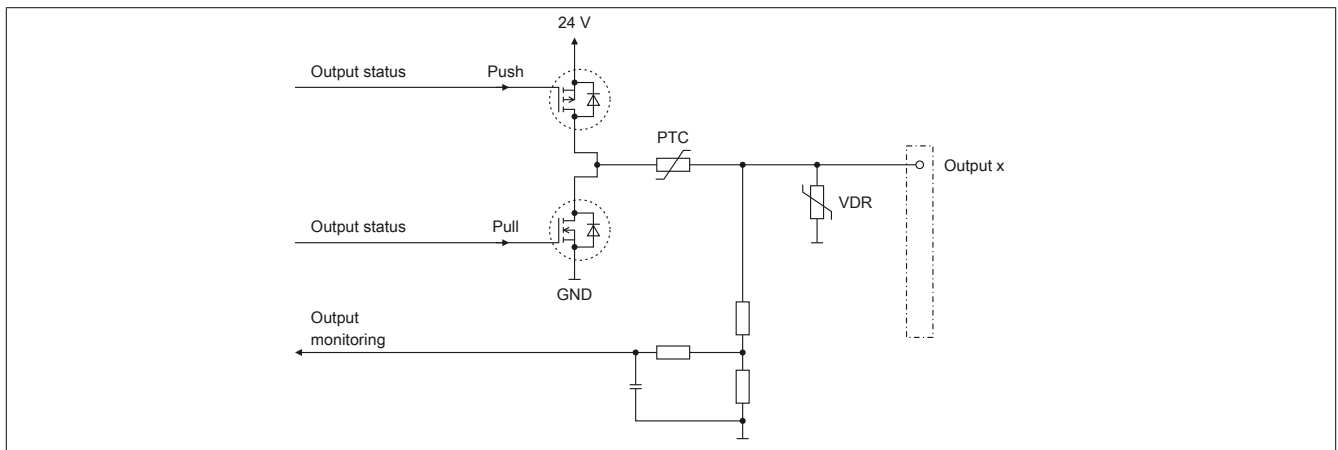 24 V
Output status
Push
PTC
Output x
VDR
Output status
Pull
GND
Output
monitoring